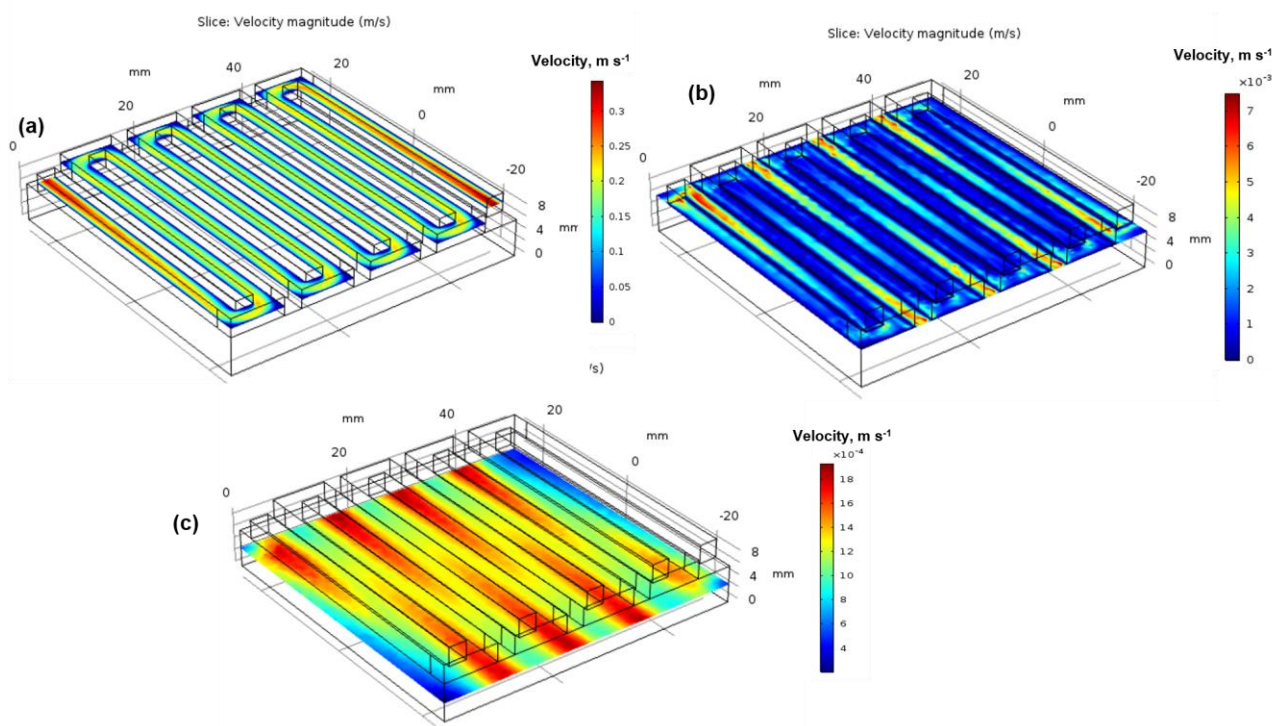 Slice: Velocity magnitude (m/s)
Velocity, m s-1
(a)
mm
40
20
mm
20
0
0
-20
8
4
mm
0
0.3
0.25
0.2
0.15
0.1
0.05
0
/s)
Slice: Velocity magnitude (m/s)
Velocity, m s-1
×10⁻³
(b)
mm
40
20
mm
20
0
0
-20
8
4
mm
0
7
6
5
4
3
2
1
0
Velocity, m s-1
×10⁻⁴
(c)
mm
40
20
mm
20
0
0
-20
8
4
mm
0
18
16
14
12
10
8
6
4